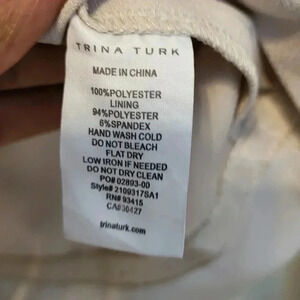 TRINA TURK
MADE IN CHINA
100%POLYESTER
LINING
94%POLYESTER
6%SPANDEX
HAND WASH COLD
DO NOT BLEACH
FLAT DRY
LOW IRON IF NEEDED
DO NOT DRY CLEAN
PO# 02893-00
Style# 2109317SA1
RN# 93415
CA#30427
trinaturk.com